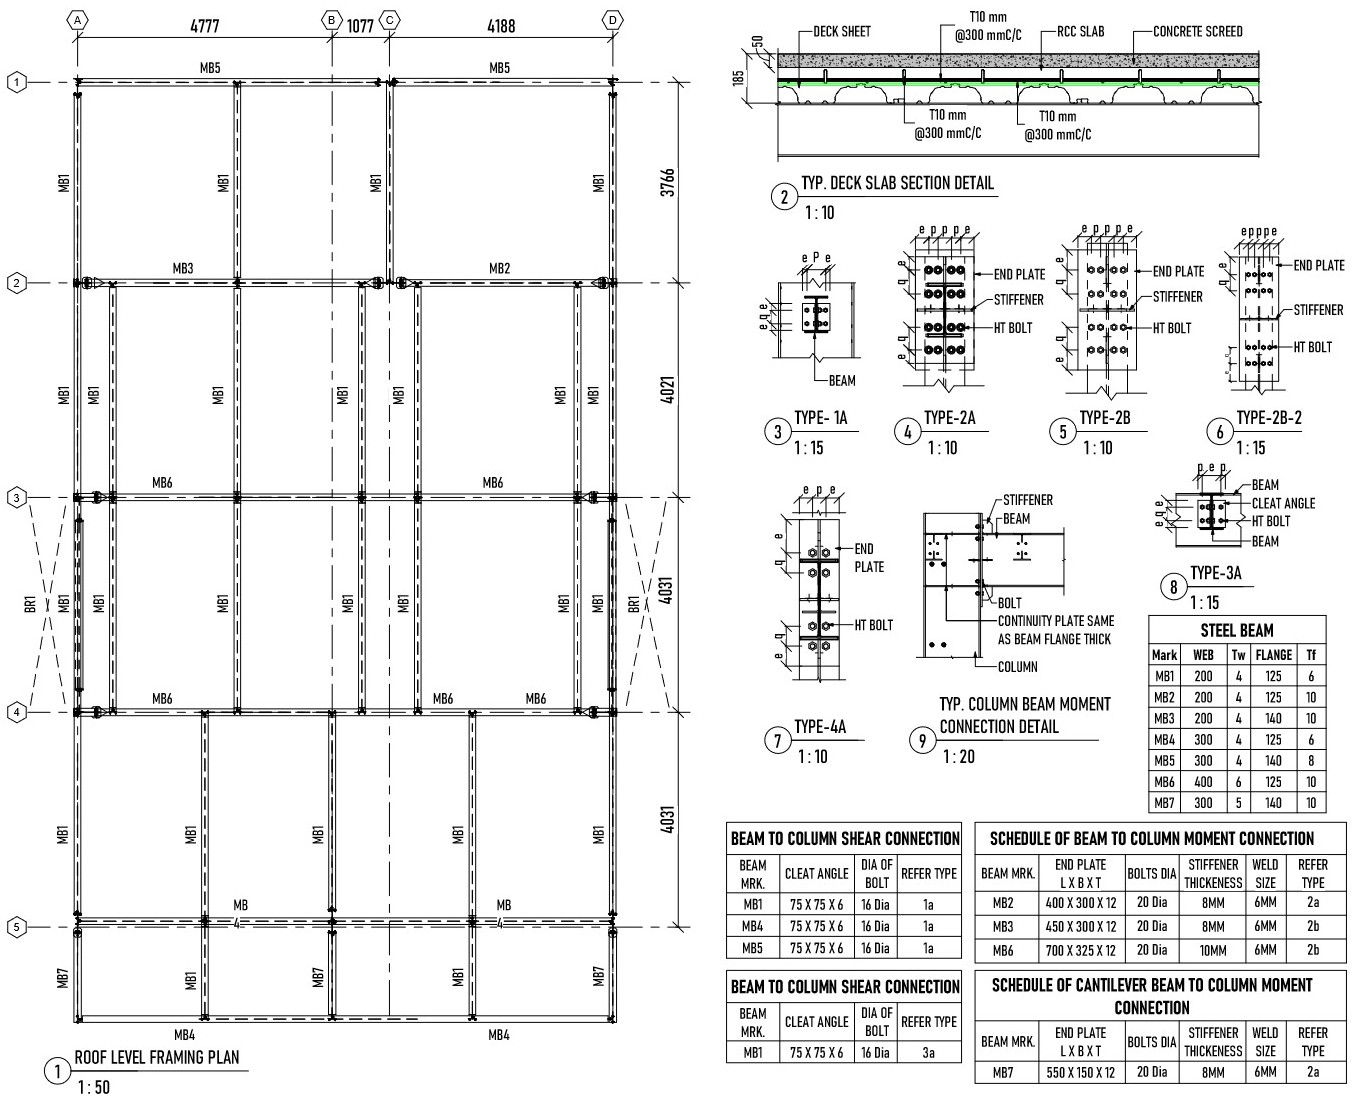 A B C D
4777 1077 4188
1 MB5 MB5
MB1 MB1 MB1 MB1 3766
2 MB3 MB2
MB1 MB1 MB1 MB1 MB1 MB1 MB1 4021
3 MB6 MB6
BR1 MB1 MB1 MB1 MB1 MB1 MB1 BR1 4031
4 MB6 MB6 MB6
MB1 MB1 MB1 MB1 MB1 4031
MB MB
5 4 4
MB7 MB1 MB7 MB1 MB7
MB4 MB4
1 ROOF LEVEL FRAMING PLAN
1 : 50
T10 mm
@300 mmC/C
DECK SHEET RCC SLAB CONCRETE SCREED
50
185
T10 mm
@300 mmC/C
T10 mm
@300 mmC/C
2 TYP. DECK SLAB SECTION DETAIL
1 : 10
e P e
e q e
BEAM
3 TYPE- 1A
1 : 15
e p p p e
e q q e
END PLATE
STIFFENER
HT BOLT
4 TYPE-2A
1 : 10
e p p p e
e q q e
END PLATE
STIFFENER
HT BOLT
5 TYPE-2B
1 : 10
e p p p e
e q
END PLATE
STIFFENER
HT BOLT
6 TYPE-2B-2
1 : 15
e p e
e q q e
END
PLATE
HT BOLT
7 TYPE-4A
1 : 10
STIFFENER
BEAM
BOLT
CONTINUITY PLATE SAME
AS BEAM FLANGE THICK
COLUMN
TYP. COLUMN BEAM MOMENT
9 CONNECTION DETAIL
1 : 20
p e p
e q e
BEAM
CLEAT ANGLE
HT BOLT
BEAM
8 TYPE-3A
1 : 15
STEEL BEAM
Mark WEB Tw FLANGE Tf
MB1 200 4 125 6
MB2 200 4 125 10
MB3 200 4 140 10
MB4 300 4 125 6
MB5 300 4 140 8
MB6 400 6 125 10
MB7 300 5 140 10
BEAM TO COLUMN SHEAR CONNECTION
BEAM MRK. CLEAT ANGLE DIA OF BOLT REFER TYPE
MB1 75 X 75 X 6 16 Dia 1a
MB4 75 X 75 X 6 16 Dia 1a
MB5 75 X 75 X 6 16 Dia 1a
BEAM TO COLUMN SHEAR CONNECTION
BEAM MRK. CLEAT ANGLE DIA OF BOLT REFER TYPE
MB1 75 X 75 X 6 16 Dia 3a
SCHEDULE OF BEAM TO COLUMN MOMENT CONNECTION
BEAM MRK. END PLATE L X B X T BOLTS DIA STIFFENER THICKENESS WELD SIZE REFER TYPE
MB2 400 X 300 X 12 20 Dia 8MM 6MM 2a
MB3 450 X 300 X 12 20 Dia 8MM 6MM 2b
MB6 700 X 325 X 12 20 Dia 10MM 6MM 2b
SCHEDULE OF CANTILEVER BEAM TO COLUMN MOMENT
CONNECTION
BEAM MRK. END PLATE L X B X T BOLTS DIA STIFFENER THICKENESS WELD SIZE REFER TYPE
MB7 550 X 150 X 12 20 Dia 8MM 6MM 2a